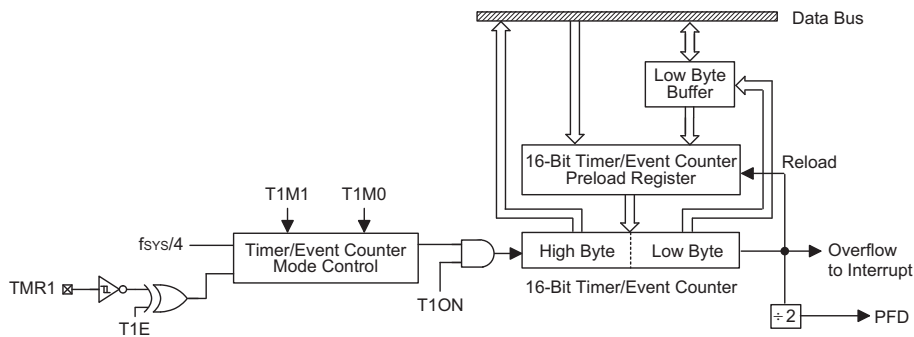 Data Bus
Low Byte
Buffer
16-Bit Timer/Event Counter
Preload Register
Reload
T1M1
T1M0
fSYS/4
Timer/Event Counter
Mode Control
High Byte
Low Byte
Overflow
to Interrupt
16-Bit Timer/Event Counter
TMR1
T1E
T1ON
÷2
PFD